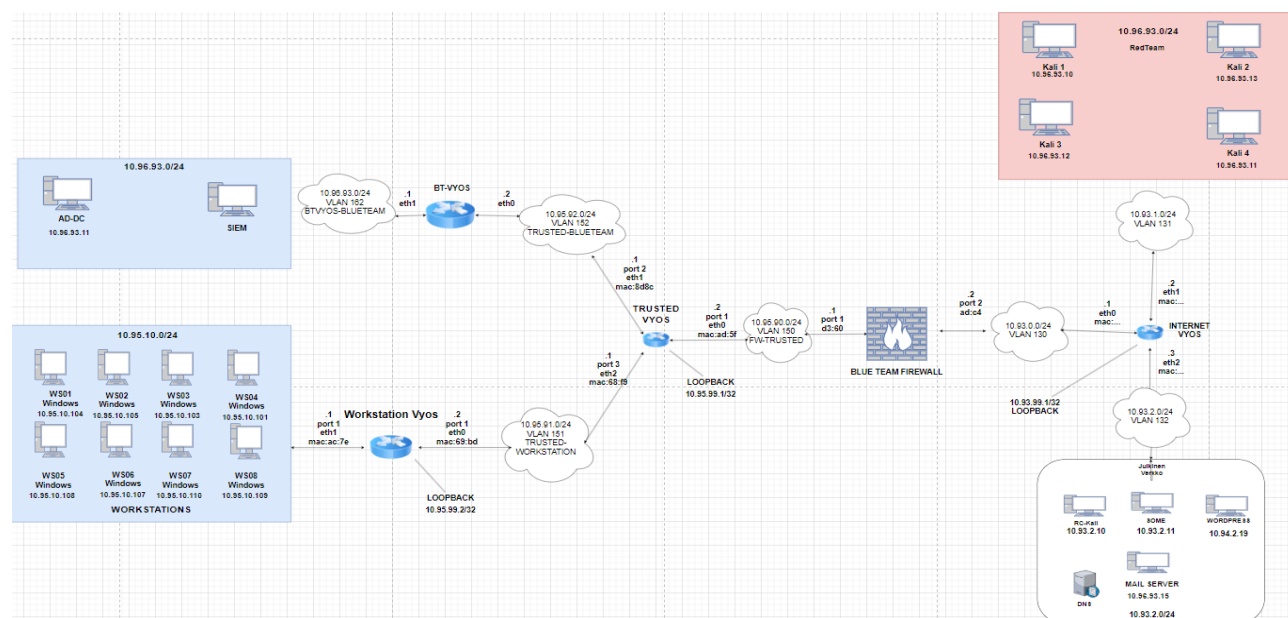 10.96.93.0/24
RedTeam
Kali 1
10.96.93.10
Kali 2
10.96.93.13
Kali 3
10.96.93.12
Kali 4
10.96.93.11
10.96.93.0/24
AD-DC
10.96.93.11
SIEM
10.95.93.0/24
VLAN 162
BTVYOS-BLUETEAM
.1
eth1
BT-VYOS
.2
eth0
10.95.92.0/24
VLAN 152
TRUSTED-BLUETEAM
.1
port 2
eth1
mac:8d8c
TRUSTED
VYOS
.2
port 1
eth0
mac:ad:5f
10.95.90.0/24
VLAN 150
FW-TRUSTED
.1
port 1
d3:60
BLUE TEAM FIREWALL
.2
port 2
ad:c4
10.93.0.0/24
VLAN 130
.1
eth0
mac:...
INTERNET
VYOS
10.93.1.0/24
VLAN 131
.2
eth1
mac:...
.3
eth2
mac:...
10.93.99.1/32
LOOPBACK
10.93.2.0/24
VLAN 132
LOOPBACK
10.95.99.1/32
.1
port 3
eth2
mac:68:f9
10.95.91.0/24
VLAN 151
TRUSTED-
WORKSTATION
.2
port 1
eth0
mac:69:bd
Workstation Vyos
.1
port 1
eth1
mac:ac:7e
LOOPBACK
10.95.99.2/32
10.95.10.0/24
WS01
Windows
10.95.10.104
WS02
Windows
10.95.10.105
WS03
Windows
10.95.10.103
WS04
Windows
10.95.10.101
WS05
Windows
10.95.10.108
WS06
Windows
10.95.10.107
WS07
Windows
10.95.10.110
WS08
Windows
10.95.10.109
WORKSTATIONS
Julkinen
Verkko
RC-Kali
10.93.2.10
SOME
10.93.2.11
WORDPRESS
10.94.2.19
MAIL SERVER
10.96.93.15
DNS
10.93.2.0/24